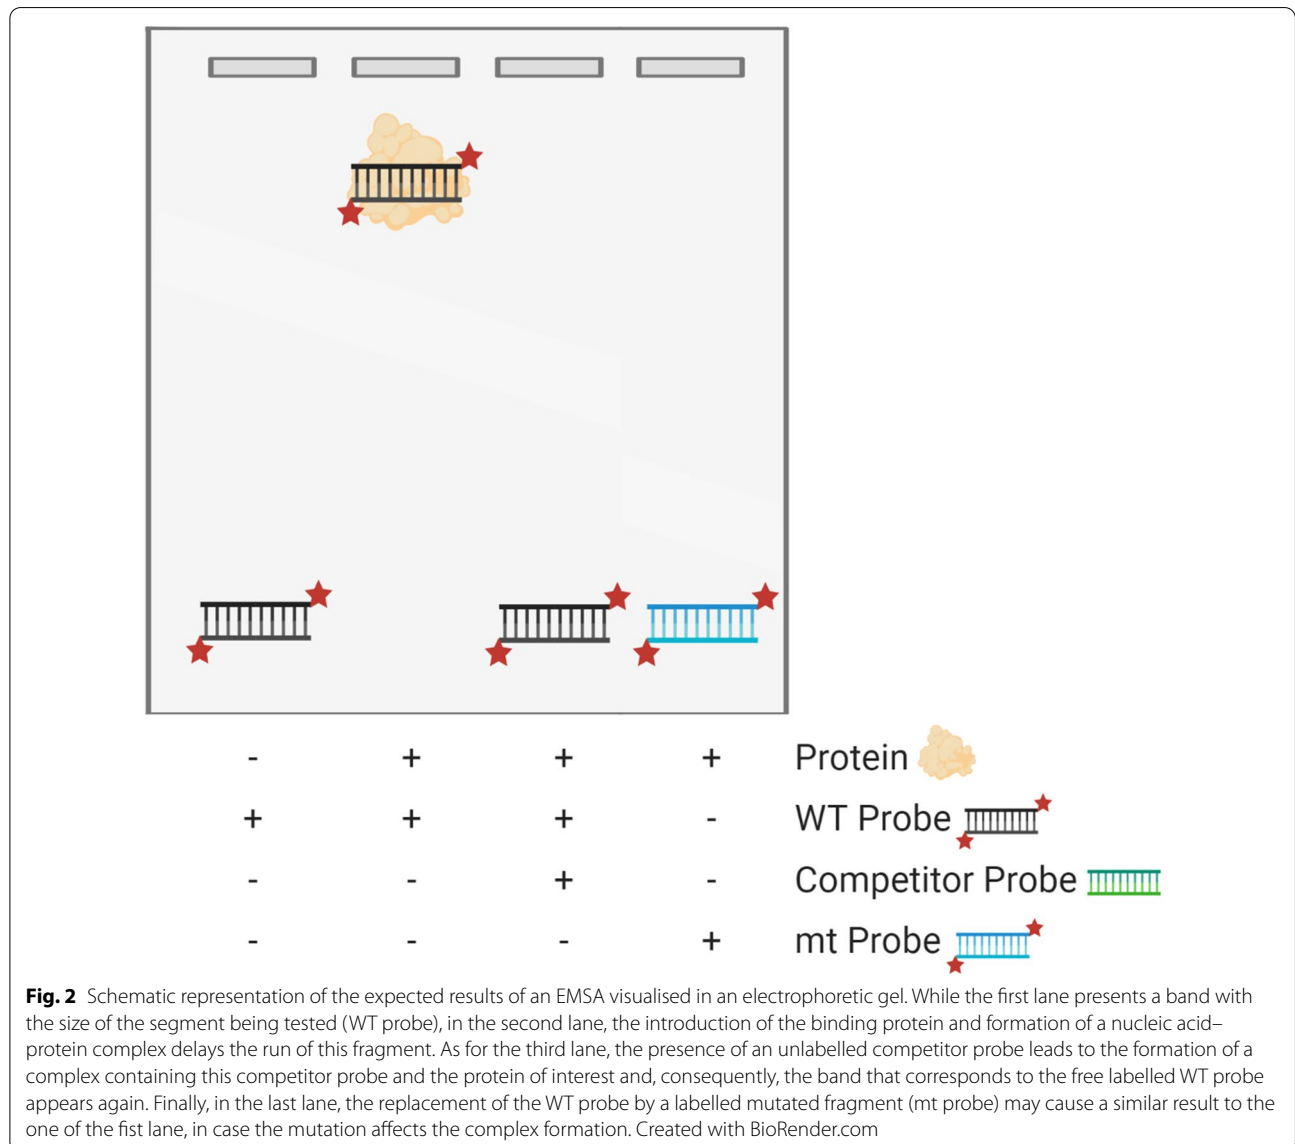 - + + + Protein
+ + + - WT Probe
- - + - Competitor Probe
- - - + mt Probe
Fig. 2 Schematic representation of the expected results of an EMSA visualised in an electrophoretic gel. While the first lane presents a band with
the size of the segment being tested (WT probe), in the second lane, the introduction of the binding protein and formation of a nucleic acid–
protein complex delays the run of this fragment. As for the third lane, the presence of an unlabelled competitor probe leads to the formation of a
complex containing this competitor probe and the protein of interest and, consequently, the band that corresponds to the free labelled WT probe
appears again. Finally, in the last lane, the replacement of the WT probe by a labelled mutated fragment (mt probe) may cause a similar result to the
one of the fist lane, in case the mutation affects the complex formation. Created with BioRender.com